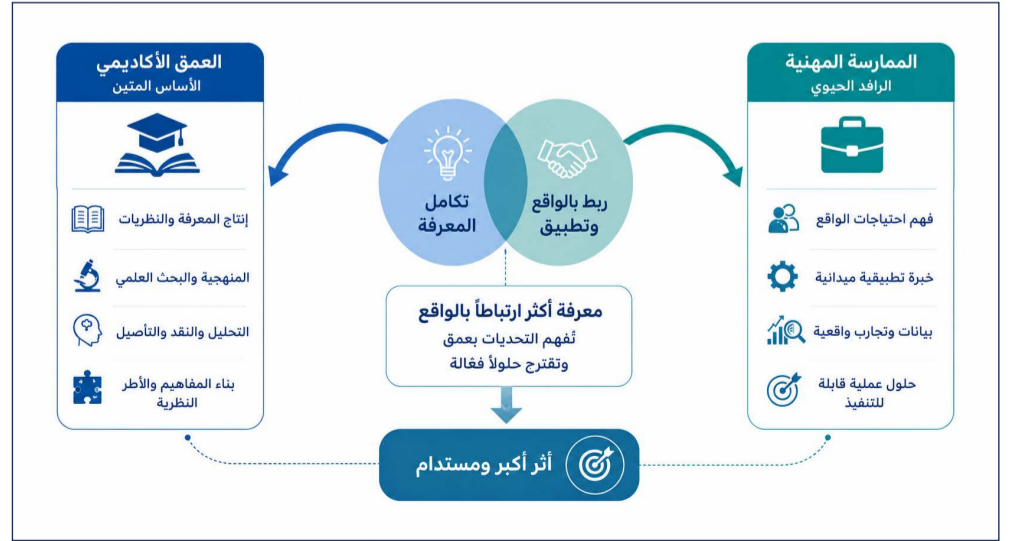 الممارسة المهنية
الرافد الحيوي
فهم احتياجات الواقع
خبرة تطبيقية ميدانية
بيانات وتجارب واقعية
حلول عملية قابلة
للتنفيذ
ربط بالواقع
وتطبيق
تكامل
المعرفة
معرفة أكثر ارتباطاً بالواقع
تُفهم التحديات بعمق
وتقترح حلولاً فعّالة
أثر أكبر ومستدام
العمق الأكاديمي
الأساس المتين
إنتاج المعرفة والنظريات
المنهجية والبحث العلمي
التحليل والنقد والتأصيل
بناء المفاهيم والأطر
النظرية